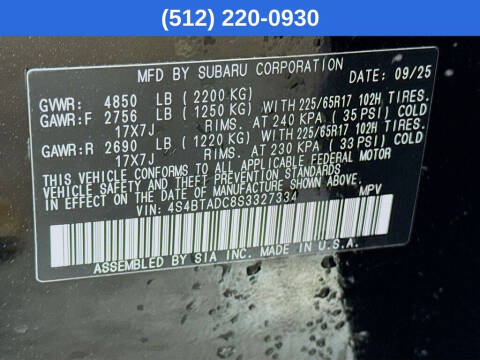 (512) 220-0930
MFD BY SUBARU CORPORATION
DATE 09/25
GVWR: 4850 LB (2200 KG)
GAWR:F 2756 LB (1250 KG) WITH 225/65R17 102H TIRES.
17X7J RIMS. AT 240 KPA (35 PSI) COLD
GAWR:R 2690 LB (1220 KG) WITH 225/65R17 102H TIRES.
17X7J RIMS. AT 230 KPA (33 PSI) COLD
THIS VEHICLE CONFORMS TO ALL APPLICABLE FEDERAL MOTOR
VEHICLE SAFETY, BUMPER, AND THEFT PREVENTION STANDARDS
IN EFFECT ON THE DATE OF MANUFACTURE SHOWN ABOVE.
VIN: 4S4BTADC8S3327334 MPV
ASSEMBLED BY SIA INC. MADE IN U.S.A.